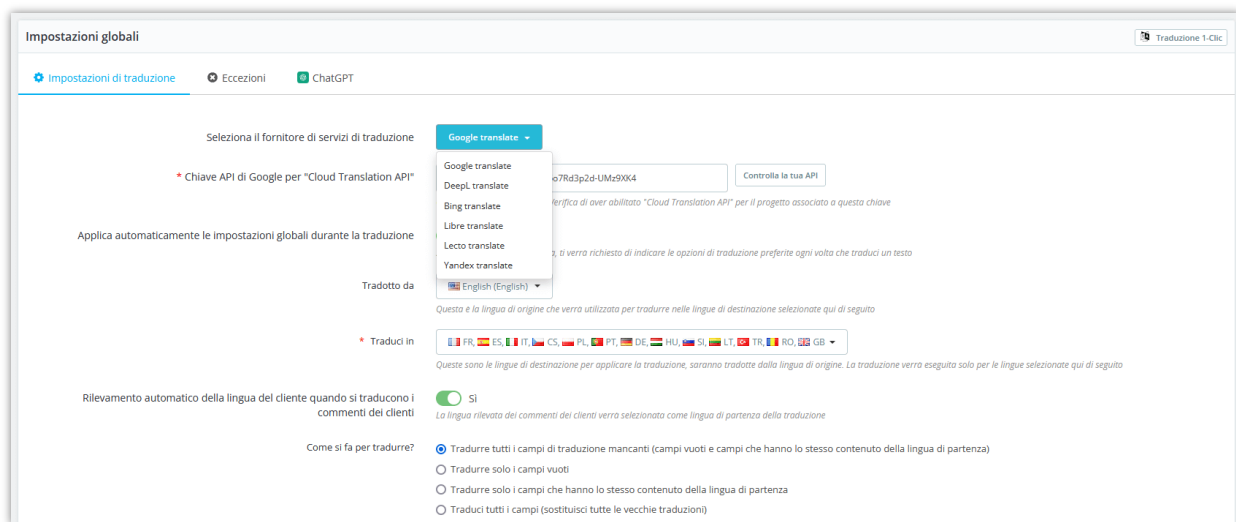 Impostazioni globali
Traduzione 1-Clic
Impostazioni di traduzione
Eccezioni
ChatGPT
Seleziona il fornitore di servizi di traduzione
Google translate
Google translate
* Chiave API di Google per "Cloud Translation API"
o7Rd3p2d-UMz9XK4
Controlla la tua API
DeepL translate
Verifica di aver abilitato "Cloud Translation API" per il progetto associato a questa chiave
Bing translate
Libre translate
Applica automaticamente le impostazioni globali durante la traduzione
Lecto translate
, ti verrà richiesto di indicare le opzioni di traduzione preferite ogni volta che traduci un testo
Yandex translate
Tradotto da
English (English)
Questa è la lingua di origine che verrà utilizzata per tradurre nelle lingue di destinazione selezionate qui di seguito
* Traduci in
FR, ES, IT, CS, PL, PT, DE, HU, SI, LT, TR, RO, GB
Queste sono le lingue di destinazione per applicare la traduzione, saranno tradotte dalla lingua di origine. La traduzione verrà eseguita solo per le lingue selezionate qui di seguito
Rilevamento automatico della lingua del cliente quando si traducono i
commenti dei clienti
Sì
La lingua rilevata dei commenti dei clienti verrà selezionata come lingua di partenza della traduzione
Come si fa per tradurre?
Tradurre tutti i campi di traduzione mancanti (campi vuoti e campi che hanno lo stesso contenuto della lingua di partenza)
Tradurre solo i campi vuoti
Tradurre solo i campi che hanno lo stesso contenuto della lingua di partenza
Traduci tutti i campi (sostituisci tutte le vecchie traduzioni)